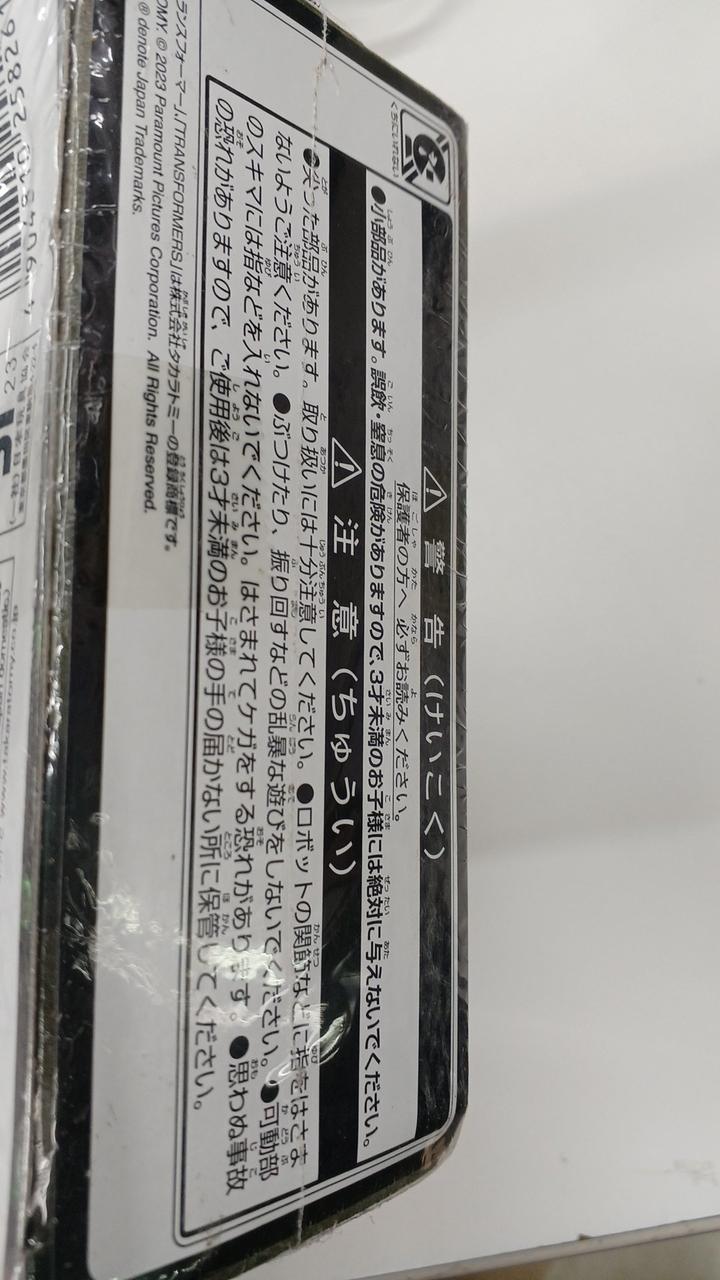 くちにいれない
⚠警告（けいこく）
保護者の方へ 必ずお読みください。
●小部品があります。誤飲・窒息の危険がありますので、3才未満のお子様には絶対に与えないでください。
⚠注意（ちゅうい）
●尖った部品があります。取り扱いには十分注意してください。●ロボットの関節などに指をはさま
ないようご注意ください。●ぶつけたり、振り回すなどの乱暴な遊びをしないでください。●可動部
のスキマには指などを入れないでください。はさまれてケガをする恐れがあります。●思わぬ事故
の恐れがありますので、ご使用後は3才未満のお子様の手の届かない所に保管してください。
ランスフォーマー」、「TRANSFORMERS」は株式会社タカラトミーの登録商標です。
OMY. © 2023 Paramount Pictures Corporation. All Rights Reserved.
® denote Japan Trademarks.